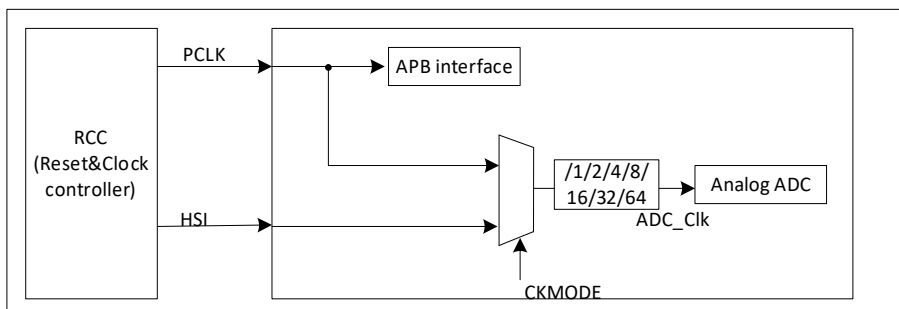 PCLK
APB interface
RCC
(Reset&Clock
controller)
/1/2/4/8/
16/32/64
Analog ADC
HSI
ADC_Clk
CKMODE